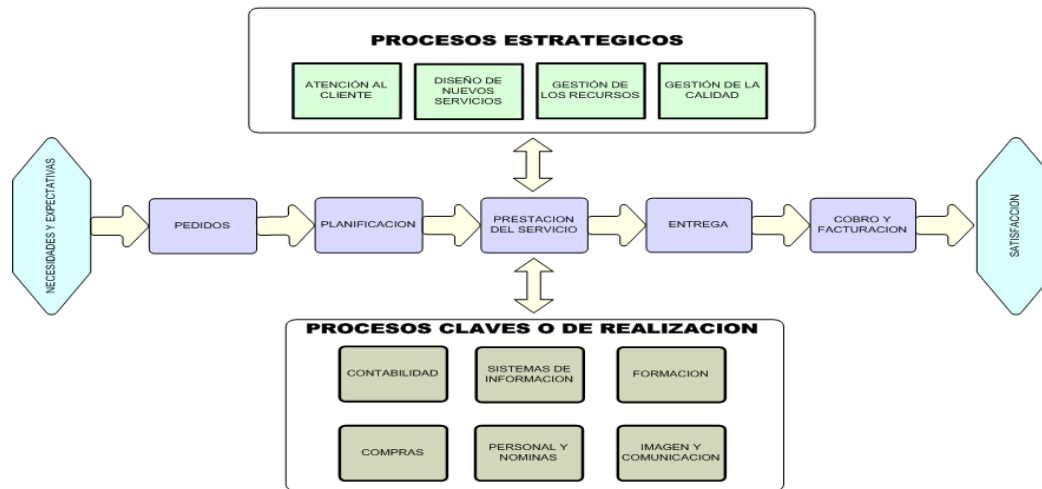 PROCESOS ESTRATEGICOS
ATENCIÓN AL
CLIENTE
DISEÑO DE
NUEVOS
SERVICIOS
GESTIÓN DE
LOS RECURSOS
GESTIÓN DE LA
CALIDAD
NECESIDADES Y EXPECTATIVAS
PEDIDOS
PLANIFICACION
PRESTACION
DEL SERVICIO
ENTREGA
COBRO Y
FACTURACION
SATISFACCION
PROCESOS CLAVES O DE REALIZACION
CONTABILIDAD
SISTEMAS DE
INFORMACION
FORMACION
COMPRAS
PERSONAL Y
NOMINAS
IMAGEN Y
COMUNICACION